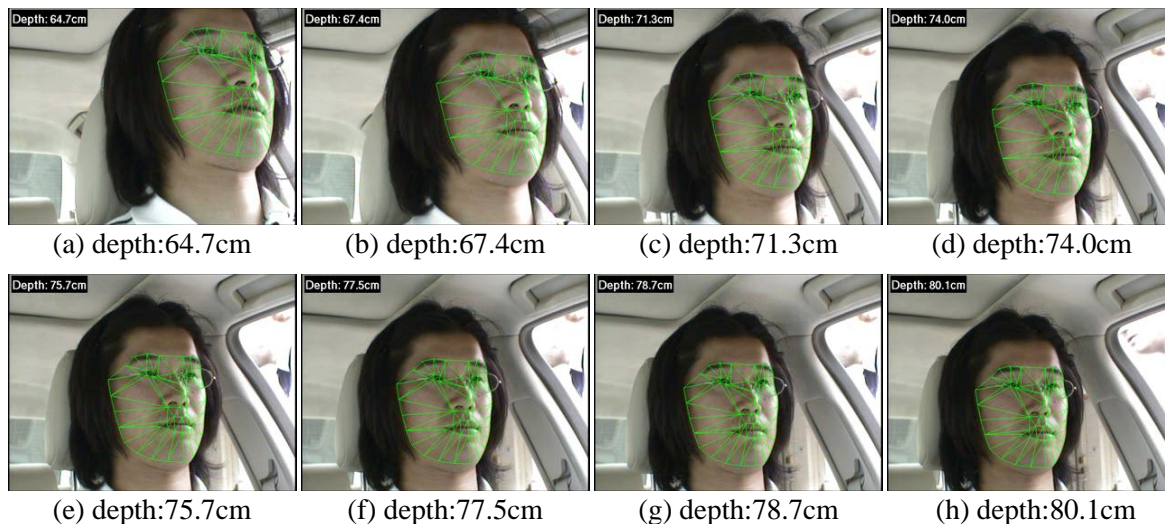 Depth: 64.7cm
Depth: 67.4cm
Depth: 71.3cm
Depth: 74.0cm
(a) depth:64.7cm
(b) depth:67.4cm
(c) depth:71.3cm
(d) depth:74.0cm
Depth: 75.7cm
Depth: 77.5cm
Depth: 78.7cm
Depth: 80.1cm
(e) depth:75.7cm
(f) depth:77.5cm
(g) depth:78.7cm
(h) depth:80.1cm